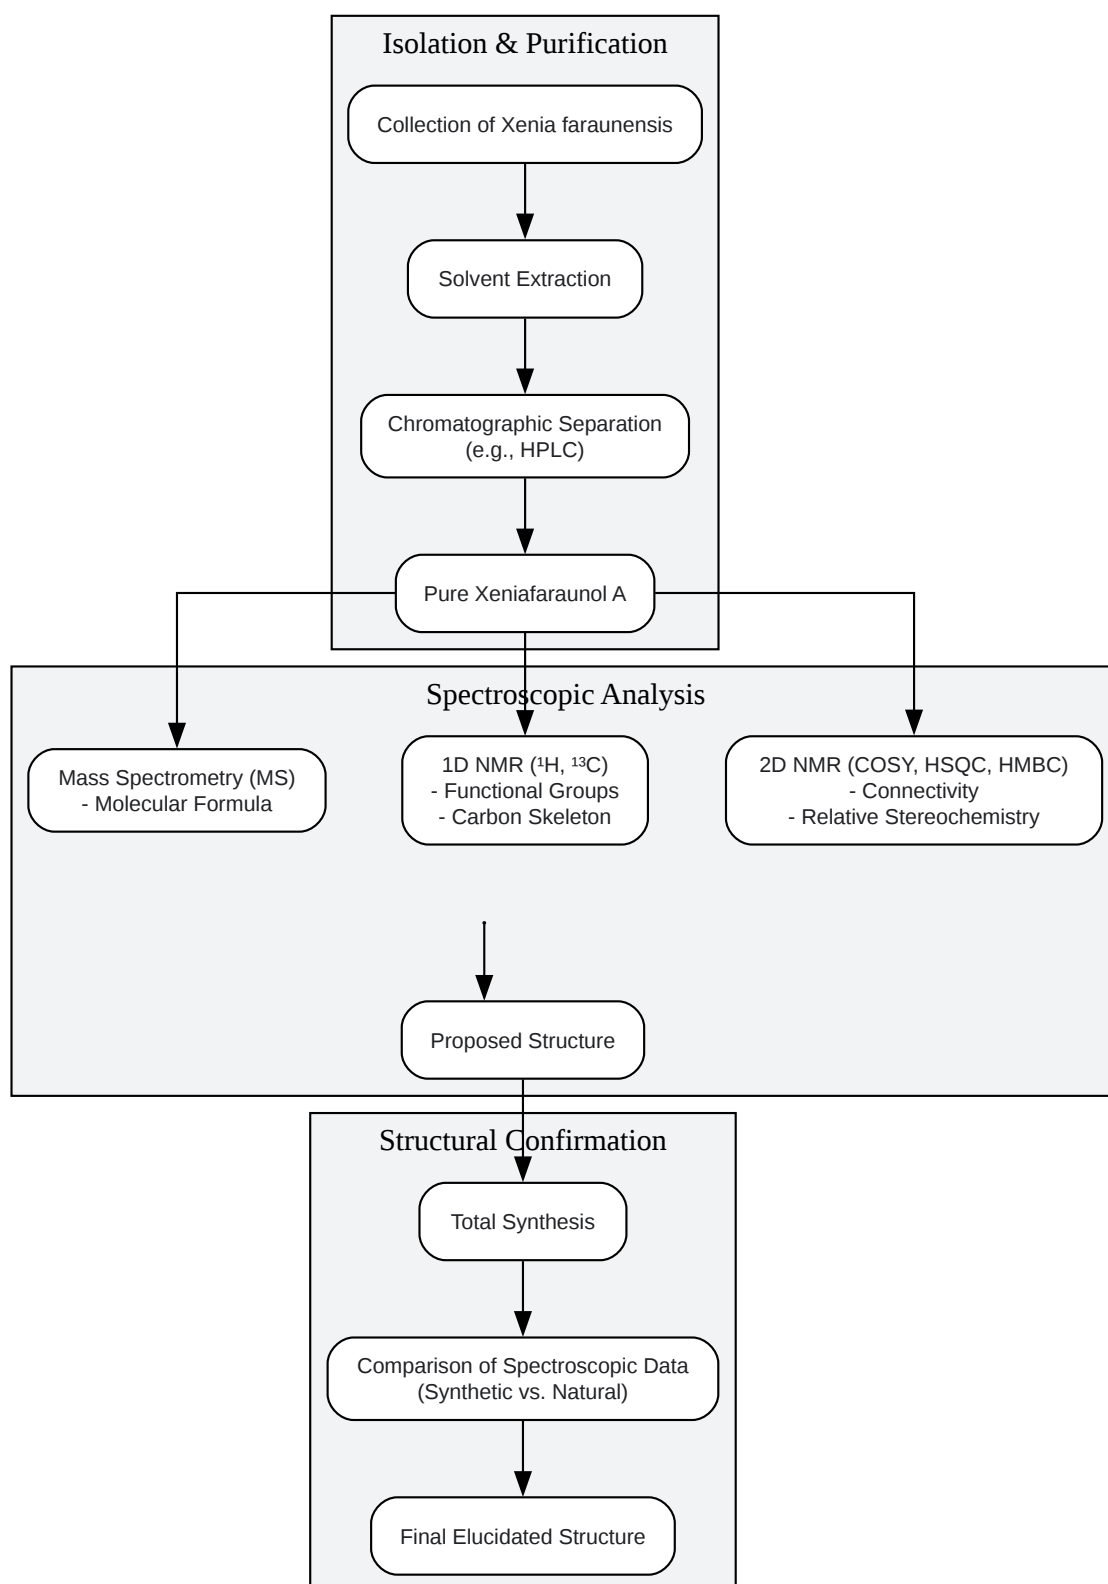 Isolation & Purification
Collection of Xenia faraunensis
Solvent Extraction
Chromatographic Separation
(e.g., HPLC)
Pure Xeniafaraunol A
Spectroscopic Analysis
Mass Spectrometry (MS)
- Molecular Formula
1D NMR (¹H, ¹³C)
- Functional Groups
- Carbon Skeleton
2D NMR (COSY, HSQC, HMBC)
- Connectivity
- Relative Stereochemistry
Proposed Structure
Structural Confirmation
Total Synthesis
Comparison of Spectroscopic Data
(Synthetic vs. Natural)
Final Elucidated Structure